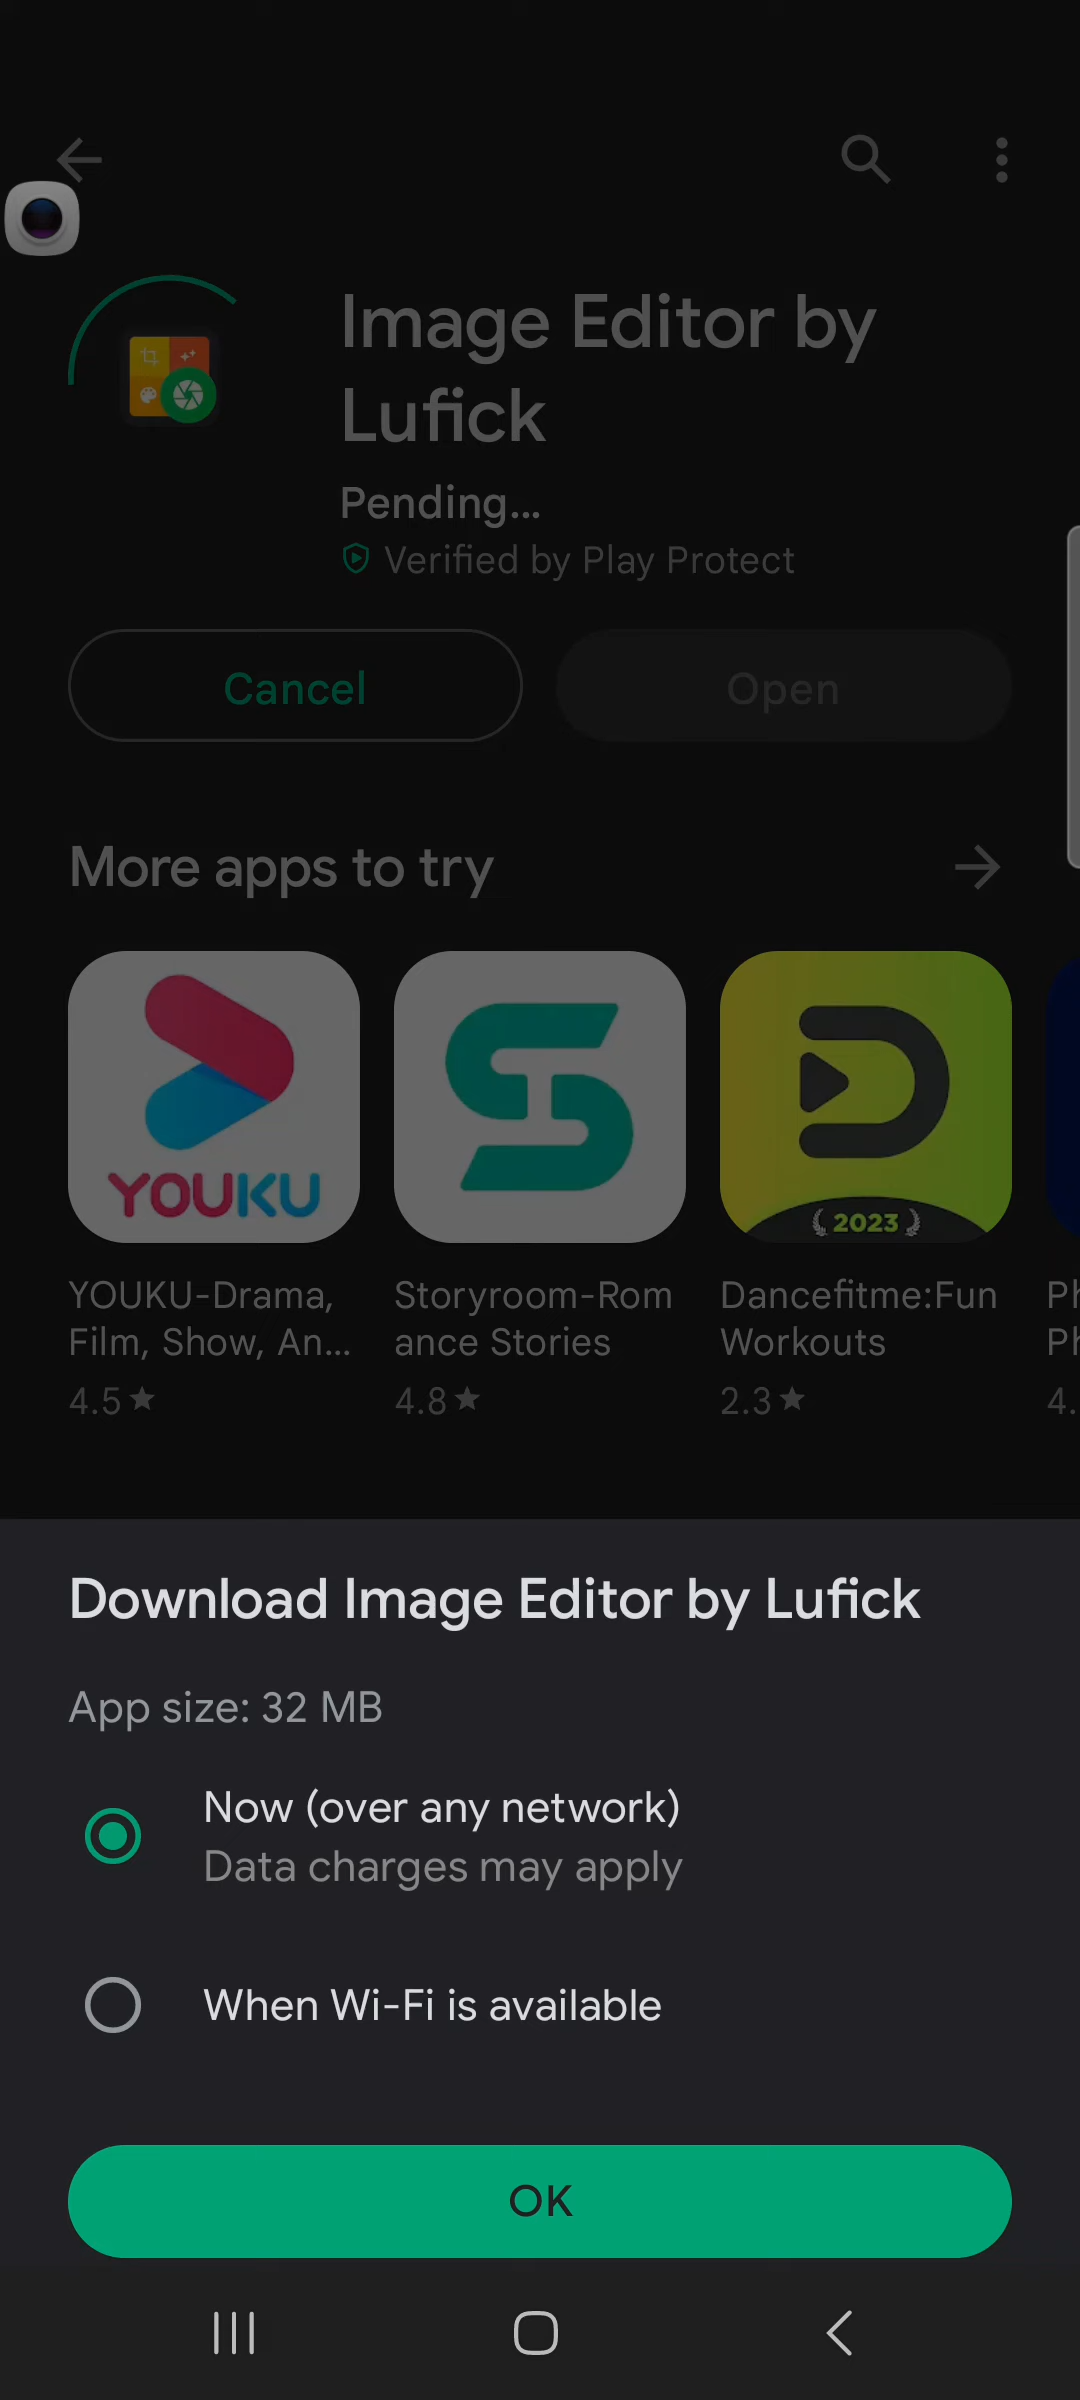 Image Editor by
Lufick
Pending...
Verified by Play Protect
Cancel
Open
More apps to try
YOUKU
2023
YOUKU-Drama,
Film, Show, An...
4.5
Storyroom-Rom
ance Stories
4.8
Dancefitme:Fun
Workouts
2.3
Ph
Ph
4.
Download Image Editor by Lufick
App size: 32 MB
Now (over any network)
Data charges may apply
When Wi-Fi is available
OK